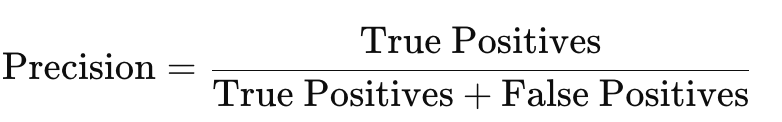 Precision = True Positives / True Positives + False Positives